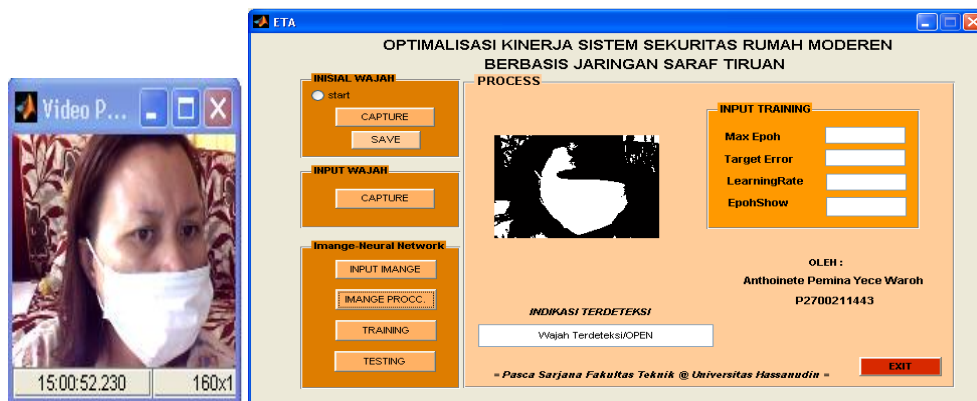 Video P...
15:00:52.230 160x1
ETA
OPTIMALISASI KINERJA SISTEM SEKURITAS RUMAH MODEREN
BERBASIS JARINGAN SARAF TIRUAN
INISIAL WAJAH
start
CAPTURE
SAVE
INPUT WAJAH
CAPTURE
Imange-Neural Network
INPUT IMANGE
IMANGE PROCC.
TRAINING
TESTING
PROCESS
INPUT TRAINING
Max Epoh
Target Error
LearningRate
EpohShow
OLEH :
Anthoinete Pemina Yece Waroh
P2700211443
INDIKASI TERDETEKSI
Wajah Terdeteksi/OPEN
EXIT
= Pasca Sarjana Fakultas Teknik @ Universitas Hassanudin =